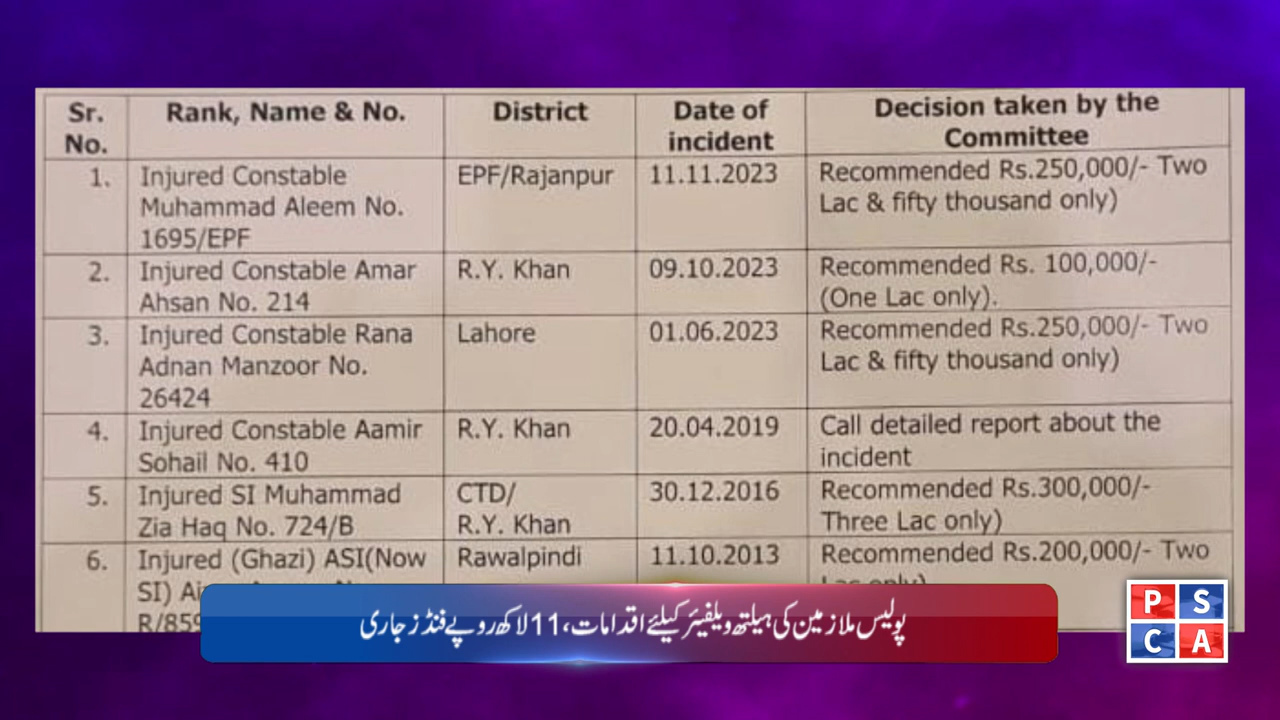 Sr. No.
Rank, Name & No.
District
Date of incident
Decision taken by the Committee
1.
Injured Constable
Muhammad Aleem No.
1695/EPF
EPF/Rajanpur
11.11.2023
Recommended Rs.250,000/- Two
Lac & fifty thousand only)
2.
Injured Constable Amar
Ahsan No. 214
R.Y. Khan
09.10.2023
Recommended Rs. 100,000/-
(One Lac only).
3.
Injured Constable Rana
Adnan Manzoor No.
26424
Lahore
01.06.2023
Recommended Rs.250,000/- Two
Lac & fifty thousand only)
4.
Injured Constable Aamir
Sohail No. 410
R.Y. Khan
20.04.2019
Call detailed report about the
incident
5.
Injured SI Muhammad
Zia Haq No. 724/B
CTD/
R.Y. Khan
30.12.2016
Recommended Rs.300,000/-
Three Lac only)
6.
Injured (Ghazi) ASI(Now
SI)
Rawalpindi
11.10.2013
Recommended Rs.200,000/- Two
Lac only)
پولیس ملازمین کی ہیلتھ ویلفیئر کیلئے اقدامات، 11 لاکھ روپے فنڈز جاری
P S
C A